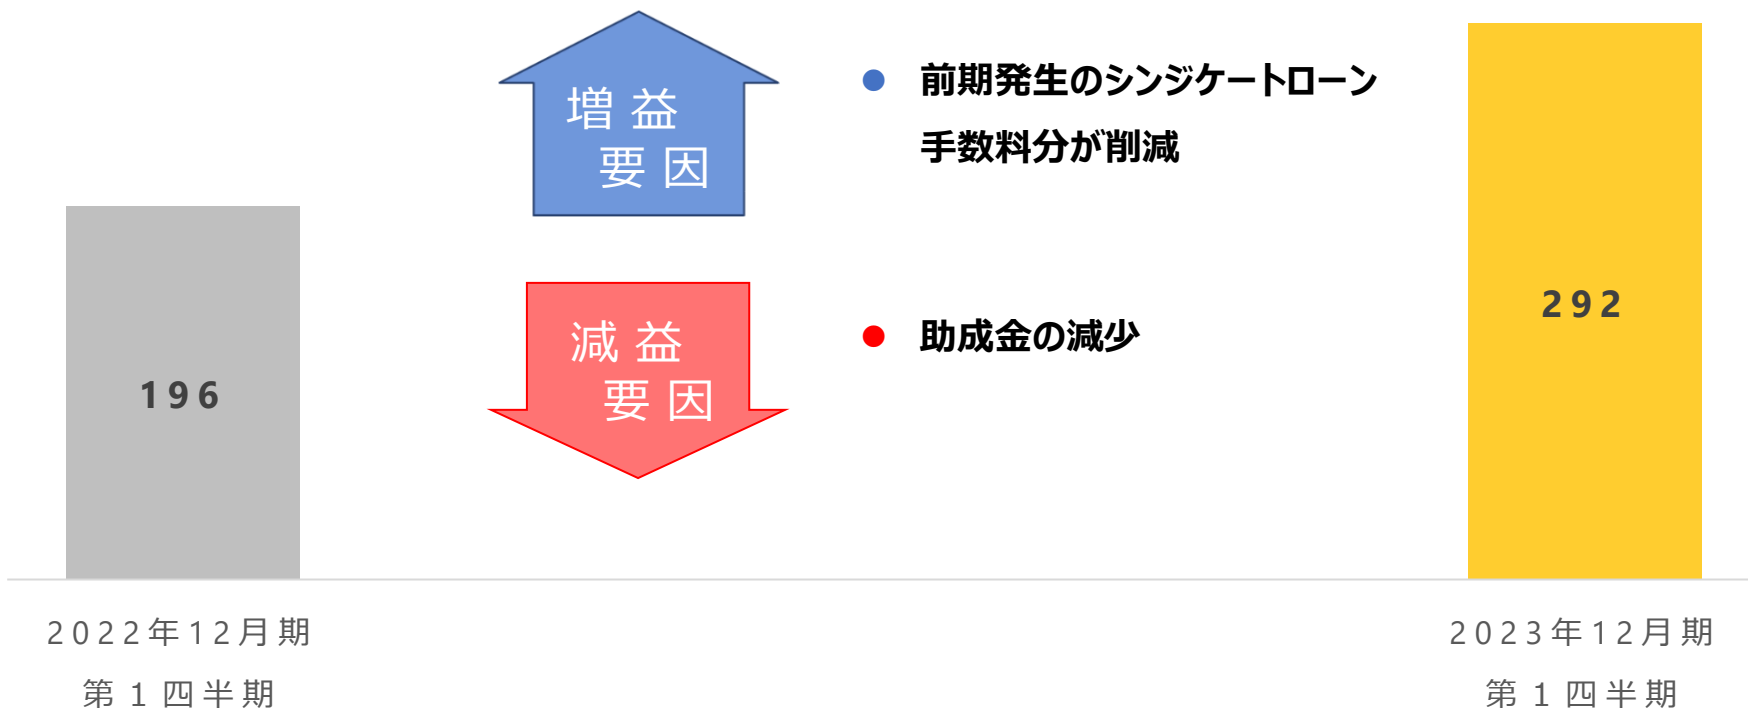 増益
要因
前期発生のシンジケートローン
手数料分が削減
減益
要因
助成金の減少
196
292
2022年12月期
第1四半期
2023年12月期
第1四半期